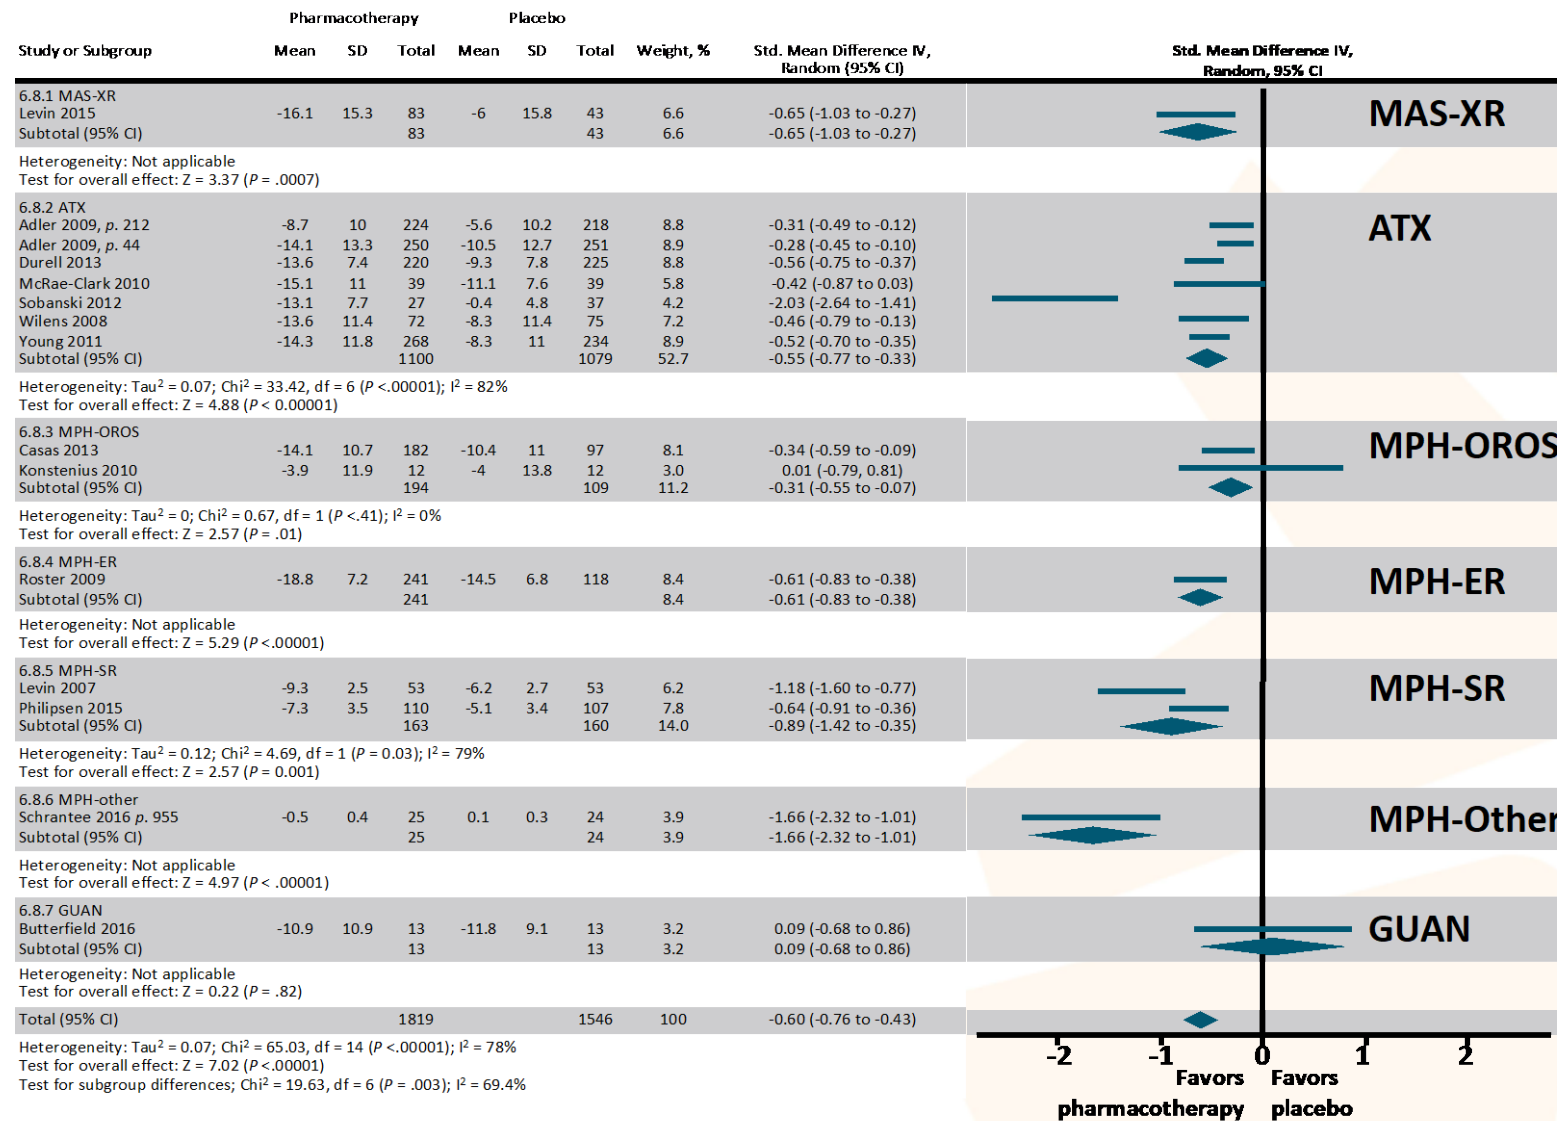 Pharmacotherapy Placebo
Study or Subgroup Mean SD Total Mean SD Total Weight, % Std. Mean Difference IV, Random (95% CI) Std. Mean Difference IV, Random, 95% CI
6.8.1 MAS-XR
Levin 2015 -16.1 15.3 83 -6 15.8 43 6.6 -0.65 (-1.03 to -0.27) MAS-XR
Subtotal (95% CI) 83 43 6.6 -0.65 (-1.03 to -0.27)
Heterogeneity: Not applicable
Test for overall effect: Z = 3.37 (P = .0007)
6.8.2 ATX
Adler 2009, p. 212 -8.7 10 224 -5.6 10.2 218 8.8 -0.31 (-0.49 to -0.12) ATX
Adler 2009, p. 44 -14.1 13.3 250 -10.5 12.7 251 8.9 -0.28 (-0.45 to -0.10)
Durell 2013 -13.6 7.4 220 -9.3 7.8 225 8.8 -0.56 (-0.75 to -0.37)
McRae-Clark 2010 -15.1 11 39 -11.1 7.6 39 5.8 -0.42 (-0.87 to 0.03)
Sobanski 2012 -13.1 7.7 27 -0.4 4.8 37 4.2 -2.03 (-2.64 to -1.41)
Wilens 2008 -13.6 11.4 72 -8.3 11.4 75 7.2 -0.46 (-0.79 to -0.13)
Young 2011 -14.3 11.8 268 -8.3 11 234 8.9 -0.52 (-0.70 to -0.35)
Subtotal (95% CI) 1100 1079 52.7 -0.55 (-0.77 to -0.33)
Heterogeneity: Tau² = 0.07; Chi² = 33.42, df = 6 (P <.00001); I² = 82%
Test for overall effect: Z = 4.88 (P < 0.00001)
6.8.3 MPH-OROS
Casas 2013 -14.1 10.7 182 -10.4 11 97 8.1 -0.34 (-0.59 to -0.09) MPH-OROS
Konstenius 2010 -3.9 11.9 12 -4 13.8 12 3.0 0.01 (-0.79, 0.81)
Subtotal (95% CI) 194 109 11.2 -0.31 (-0.55 to -0.07)
Heterogeneity: Tau² = 0; Chi² = 0.67, df = 1 (P <.41); I² = 0%
Test for overall effect: Z = 2.57 (P = .01)
6.8.4 MPH-ER
Roster 2009 -18.8 7.2 241 -14.5 6.8 118 8.4 -0.61 (-0.83 to -0.38) MPH-ER
Subtotal (95% CI) 241 8.4 -0.61 (-0.83 to -0.38)
Heterogeneity: Not applicable
Test for overall effect: Z = 5.29 (P <.00001)
6.8.5 MPH-SR
Levin 2007 -9.3 2.5 53 -6.2 2.7 53 6.2 -1.18 (-1.60 to -0.77) MPH-SR
Philipsen 2015 -7.3 3.5 110 -5.1 3.4 107 7.8 -0.64 (-0.91 to -0.36)
Subtotal (95% CI) 163 160 14.0 -0.89 (-1.42 to -0.35)
Heterogeneity: Tau² = 0.12; Chi² = 4.69, df = 1 (P = 0.03); I² = 79%
Test for overall effect: Z = 2.57 (P = 0.001)
6.8.6 MPH-other
Schrantee 2016 p. 955 -0.5 0.4 25 0.1 0.3 24 3.9 -1.66 (-2.32 to -1.01) MPH-Other
Subtotal (95% CI) 25 24 3.9 -1.66 (-2.32 to -1.01)
Heterogeneity: Not applicable
Test for overall effect: Z = 4.97 (P < .00001)
6.8.7 GUAN
Butterfield 2016 -10.9 10.9 13 -11.8 9.1 13 3.2 0.09 (-0.68 to 0.86) GUAN
Subtotal (95% CI) 13 13 3.2 0.09 (-0.68 to 0.86)
Heterogeneity: Not applicable
Test for overall effect: Z = 0.22 (P = .82)
Total (95% CI) 1819 1546 100 -0.60 (-0.76 to -0.43)
Heterogeneity: Tau² = 0.07; Chi² = 65.03, df = 14 (P <.00001); I² = 78%
Test for overall effect: Z = 7.02 (P <.00001)
Test for subgroup differences; Chi² = 19.63, df = 6 (P = .003); I² = 69.4%
-2 -1 0 1 2
Favors pharmacotherapy
Favors placebo